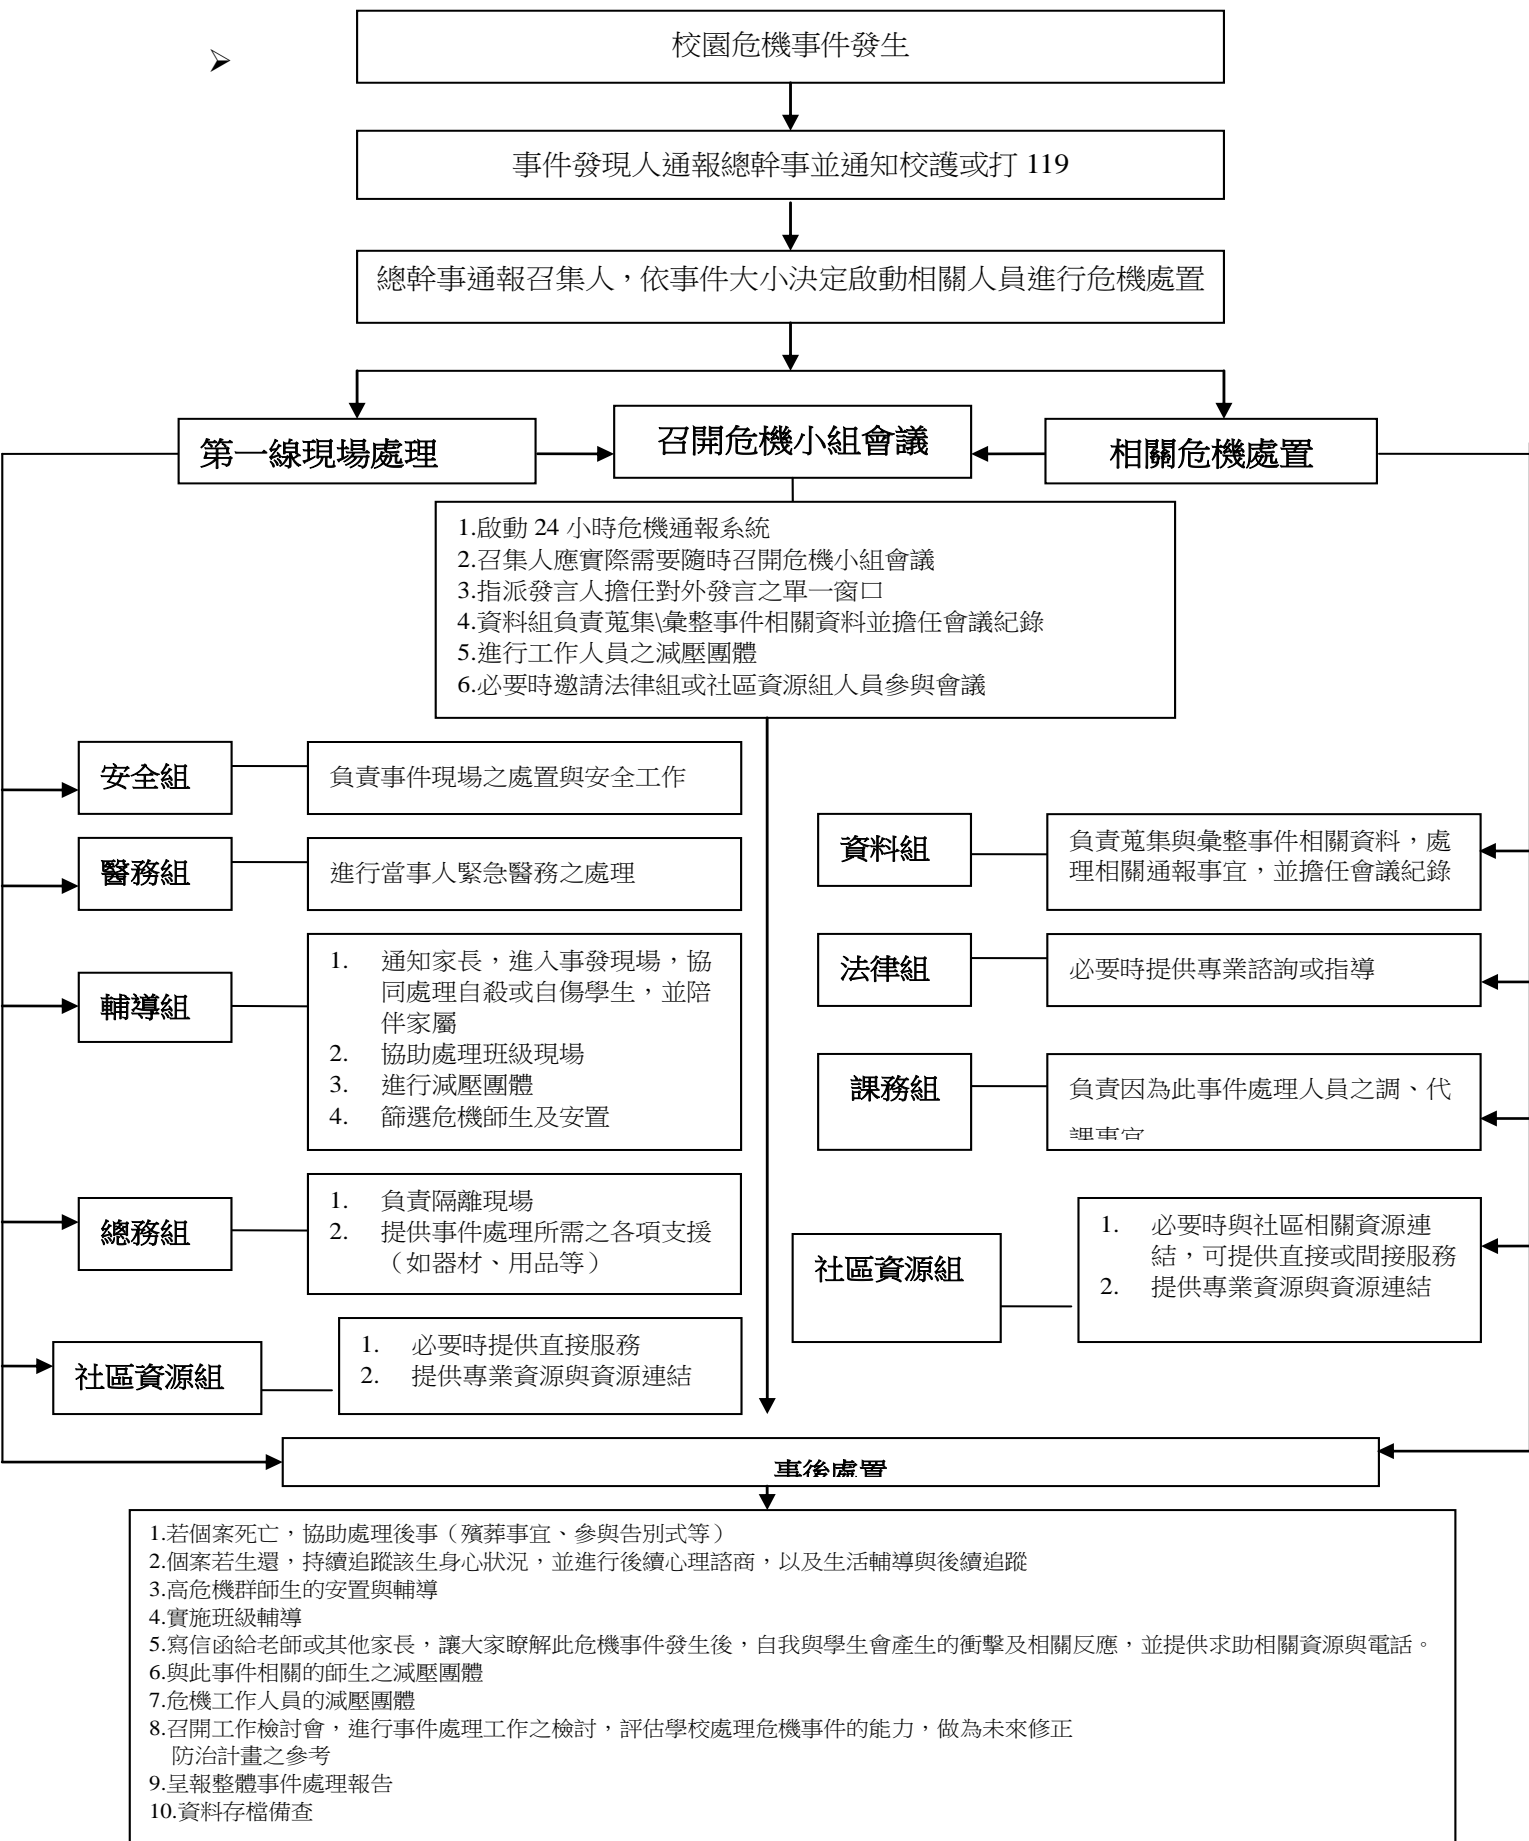 ➢
校園危機事件發生
事件發現人通報總幹事並通知校護或打 119
總幹事通報召集人，依事件大小決定啟動相關人員進行危機處置
第一線現場處理
召開危機小組會議
相關危機處置
1.啟動 24 小時危機通報系統
2.召集人應實際需要隨時召開危機小組會議
3.指派發言人擔任對外發言之單一窗口
4.資料組負責蒐集\彙整事件相關資料並擔任會議紀錄
5.進行工作人員之減壓團體
6.必要時邀請法律組或社區資源組人員參與會議
安全組
負責事件現場之處置與安全工作
醫務組
進行當事人緊急醫務之處理
輔導組
1. 通知家長，進入事發現場，協
同處理自殺或自傷學生，並陪
伴家屬
2. 協助處理班級現場
3. 進行減壓團體
4. 篩選危機師生及安置
總務組
1. 負責隔離現場
2. 提供事件處理所需之各項支援
（如器材、用品等）
社區資源組
1. 必要時提供直接服務
2. 提供專業資源與資源連結
資料組
負責蒐集與彙整事件相關資料，處
理相關通報事宜，並擔任會議紀錄
法律組
必要時提供專業諮詢或指導
課務組
負責因為此事件處理人員之調、代
課事宜
社區資源組
1. 必要時與社區相關資源連
結，可提供直接或間接服務
2. 提供專業資源與資源連結
事後處置
1.若個案死亡，協助處理後事（殯葬事宜、參與告別式等）
2.個案若生還，持續追蹤該生身心狀況，並進行後續心理諮商，以及生活輔導與後續追蹤
3.高危機群師生的安置與輔導
4.實施班級輔導
5.寫信函給老師或其他家長，讓大家瞭解此危機事件發生後，自我與學生會產生的衝擊及相關反應，並提供求助相關資源與電話。
6.與此事件相關的師生之減壓團體
7.危機工作人員的減壓團體
8.召開工作檢討會，進行事件處理工作之檢討，評估學校處理危機事件的能力，做為未來修正
防治計畫之參考
9.呈報整體事件處理報告
10.資料存檔備查